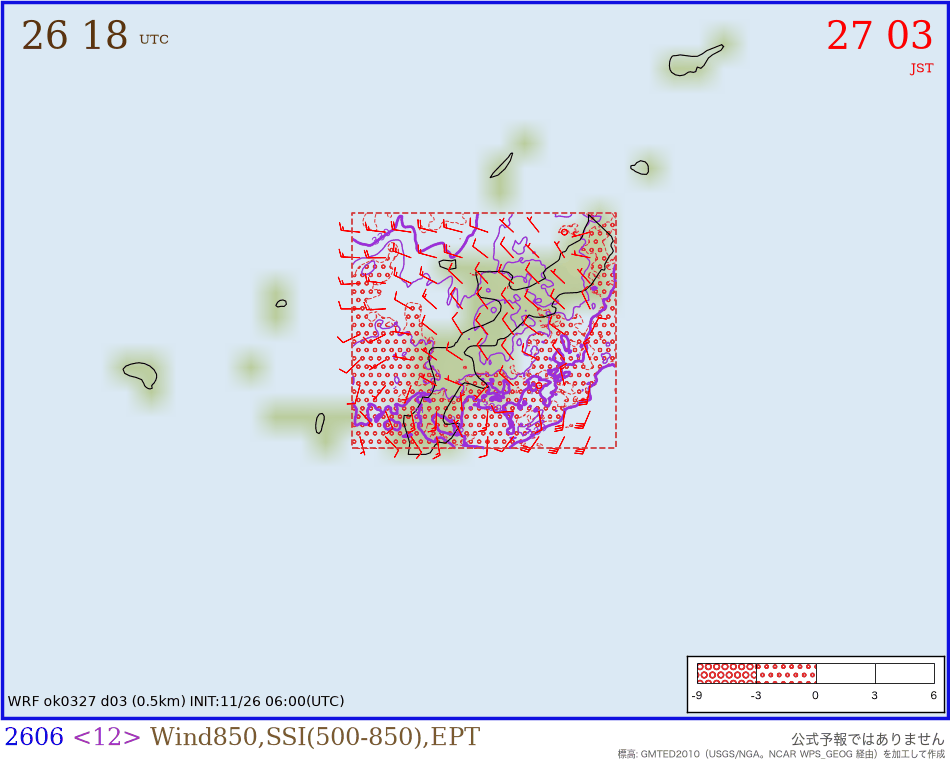 26 18 UTC
27 03
JST
-9 -3 0 3 6
WRF ok0327 d03 (0.5km) INIT:11/26 06:00(UTC)
2606 <12> Wind850,SSI(500-850),EPT
公式予報ではありません
標高: GMTED2010（USGS/NGA。NCAR WPS_GEOG 経由）を加工して作成